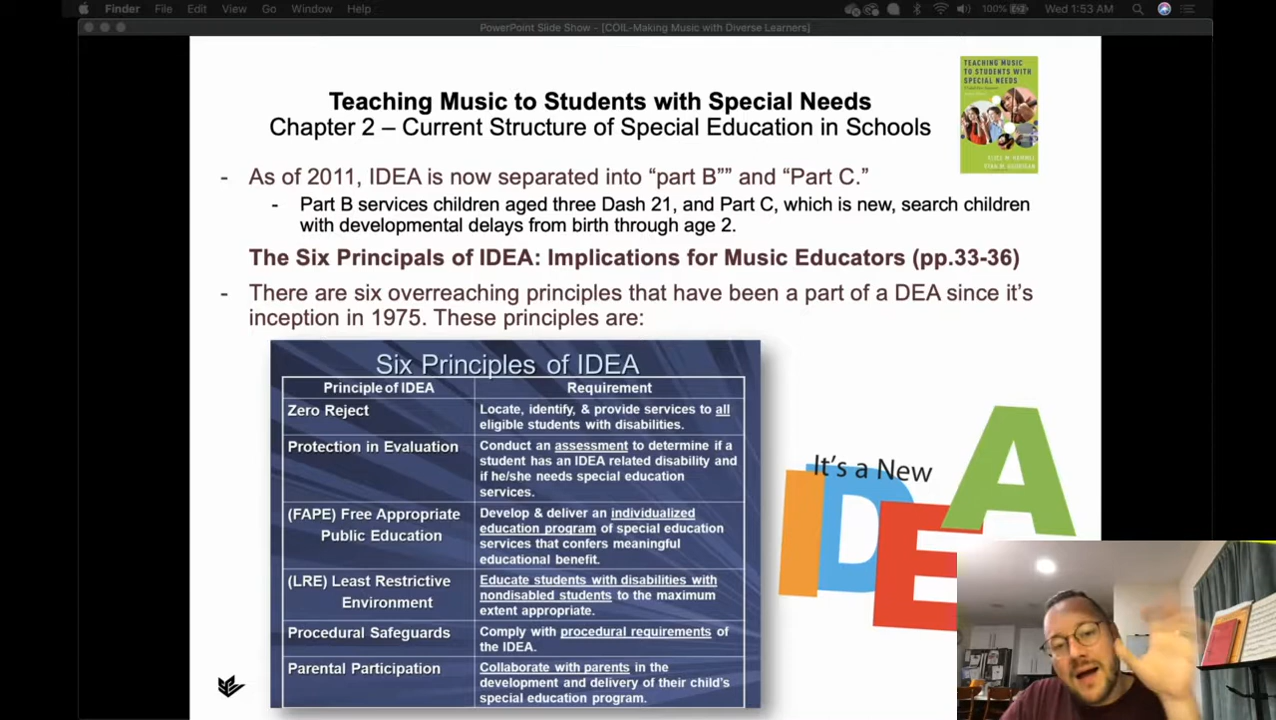 Finder File Edit View Go Window Help 100% Wed 1:53 AM
PowerPoint Slide Show - [COIL-Making Music with Diverse Learners]
TEACHING MUSIC
TO STUDENTS WITH
SPECIAL NEEDS
Teaching Music to Students with Special Needs
Chapter 2 – Current Structure of Special Education in Schools
- As of 2011, IDEA is now separated into “part B”” and “Part C.”
- Part B services children aged three Dash 21, and Part C, which is new, search children
with developmental delays from birth through age 2.
The Six Principals of IDEA: Implications for Music Educators (pp.33-36)
- There are six overreaching principles that have been a part of a DEA since it’s
inception in 1975. These principles are:
Six Principles of IDEA
Principle of IDEA Requirement
Zero Reject
Locate, identify, & provide services to all
eligible students with disabilities.
Protection in Evaluation
Conduct an assessment to determine if a
student has an IDEA related disability and
if he/she needs special education
services.
(FAPE) Free Appropriate
Public Education
Develop & deliver an individualized
education program of special education
services that confers meaningful
educational benefit.
(LRE) Least Restrictive
Environment
Educate students with disabilities with
nondisabled students to the maximum
extent appropriate.
Procedural Safeguards
Comply with procedural requirements of
the IDEA.
Parental Participation
Collaborate with parents in the
development and delivery of their child’s
special education program.
It’s a New
IDEA